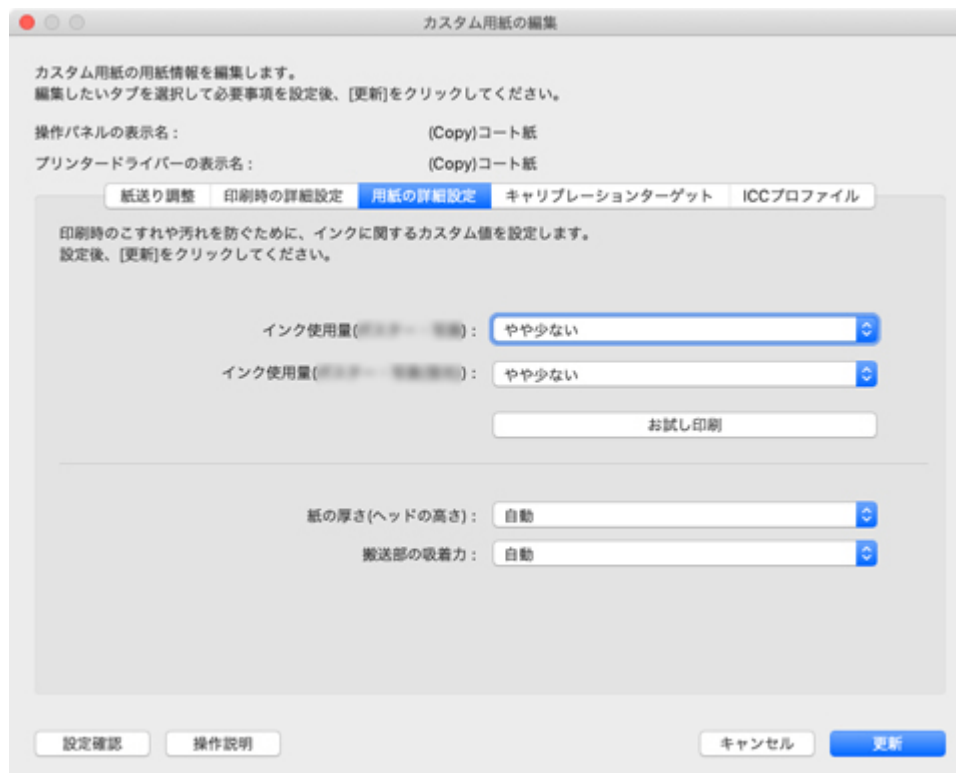 カスタム用紙の編集
カスタム用紙の用紙情報を編集します。
編集したいタブを選択して必要事項を設定後、[更新]をクリックしてください。
操作パネルの表示名： (Copy)コート紙
プリンタードライバーの表示名： (Copy)コート紙
紙送り調整 印刷時の詳細設定 用紙の詳細設定 キャリブレーションターゲット ICCプロファイル
印刷時のこすれや汚れを防ぐために、インクに関するカスタム値を設定します。
設定後、[更新]をクリックしてください。
インク使用量( )： やや少ない
インク使用量( )： やや少ない
お試し印刷
紙の厚さ(ヘッドの高さ)： 自動
搬送部の吸着力： 自動
設定確認 操作説明 キャンセル 更新